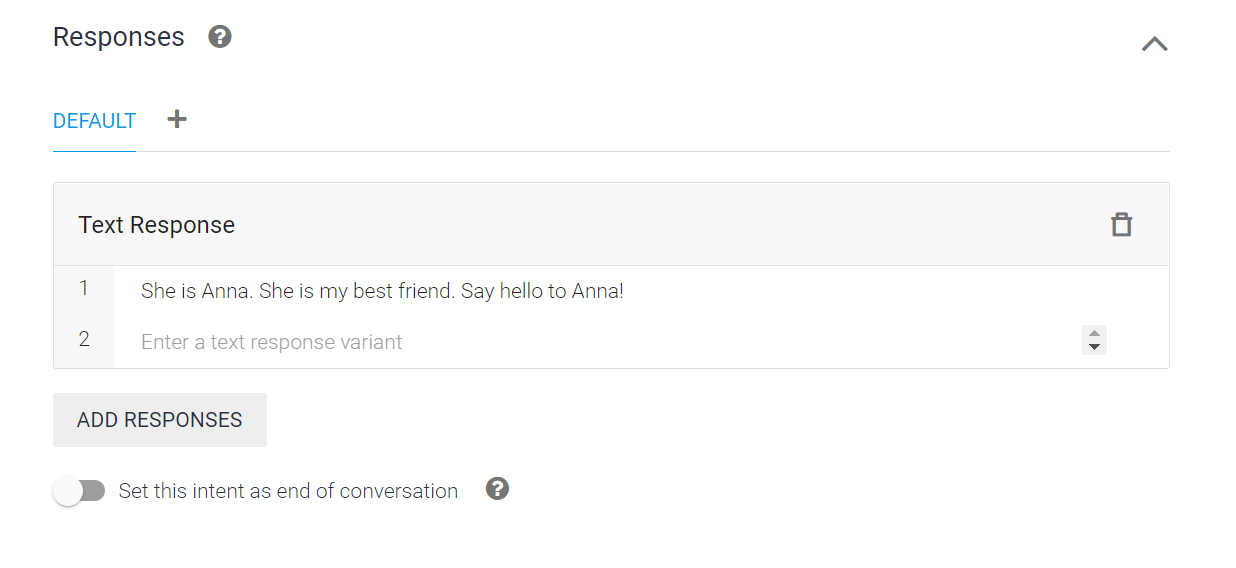 Responses
DEFAULT
Text Response
1 She is Anna. She is my best friend. Say hello to Anna!
2 Enter a text response variant
ADD RESPONSES
Set this intent as end of conversation